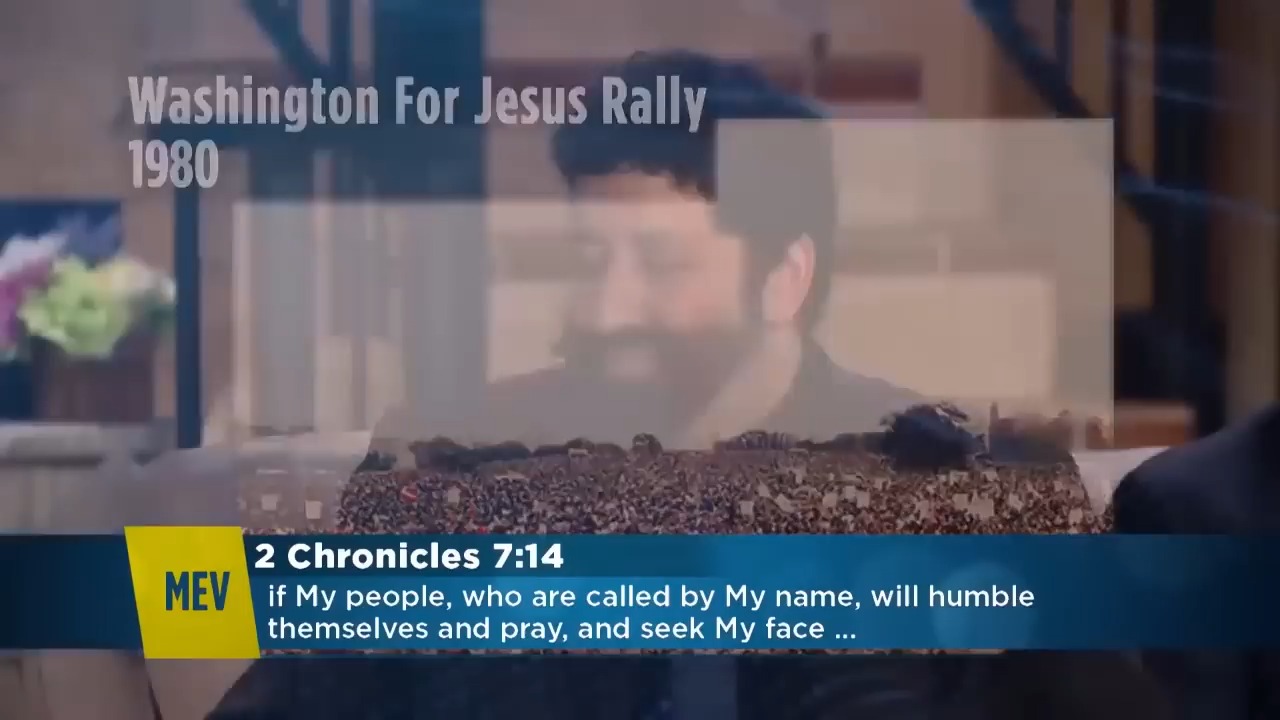 Washington For Jesus Rally
1980
MEV
2 Chronicles 7:14
if My people, who are called by My name, will humble
themselves and pray, and seek My face ...